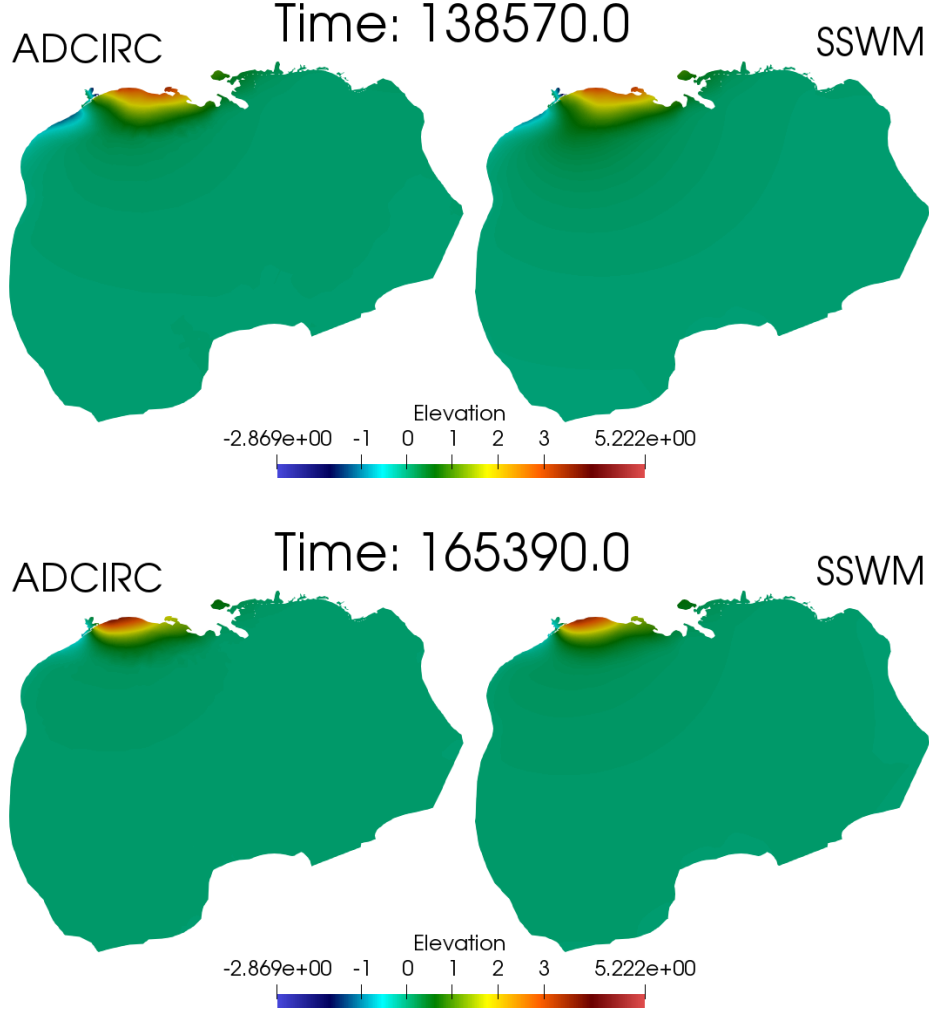 Time: 138570.0
ADCIRC SSWM
Elevation
-2.869e+00 -1 0 1 2 3 5.222e+00
Time: 165390.0
ADCIRC SSWM
Elevation
-2.869e+00 -1 0 1 2 3 5.222e+00